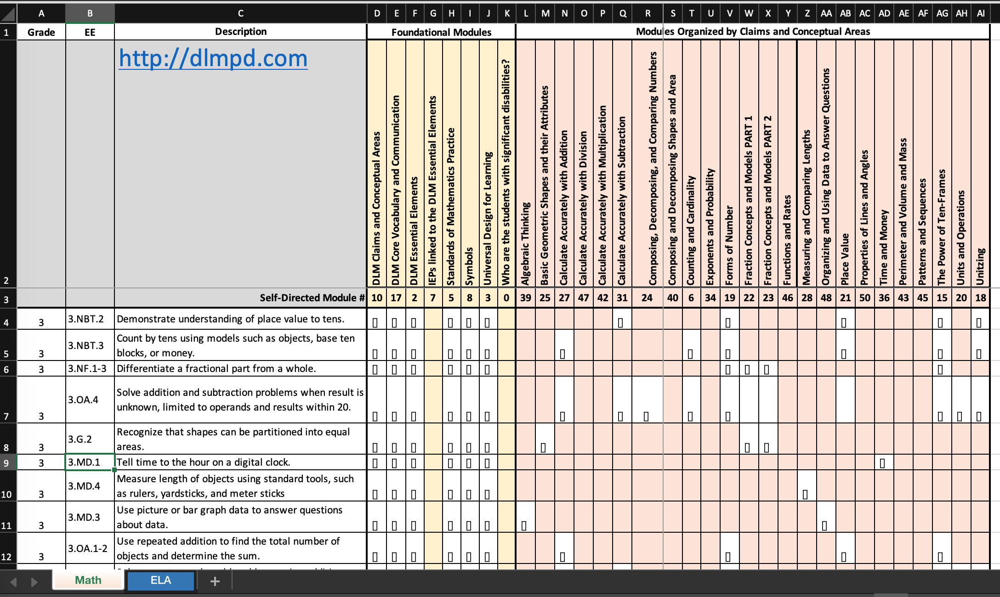 A B C D E F G H I J K L M N O P Q R S T U V W X Y Z AA AB AC AD AE AF AG AH AI
1 Grade EE Description Foundational Modules Modules Organized by Claims and Conceptual Areas
http://dlmpd.com
DLM Claims and Conceptual Areas
DLM Core Vocabulary and Communication
DLM Essential Elements
IEPs linked to the DLM Essential Elements
Standards of Mathematics Practice
Symbols
Universal Design for Learning
Who are the students with significant disabilities?
Algebraic Thinking
Basic Geometric Shapes and their Attributes
Calculate Accurately with Addition
Calculate Accurately with Division
Calculate Accurately with Multiplication
Calculate Accurately with Subtraction
Composing, Decomposing, and Comparing Numbers
Composing and Decomposing Shapes and Area
Counting and Cardinality
Exponents and Probability
Forms of Number
Fraction Concepts and Models PART 1
Fraction Concepts and Models PART 2
Functions and Rates
Measuring and Comparing Lengths
Organizing and Using Data to Answer Questions
Place Value
Properties of Lines and Angles
Time and Money
Perimeter and Volume and Mass
Patterns and Sequences
The Power of Ten-Frames
Units and Operations
Unitzing
2
3 Self-Directed Module # 10 17 2 7 5 8 3 0 39 25 27 47 42 31 24 40 6 34 19 22 23 46 28 48 21 50 36 43 45 15 20 18
4 3 3.NBT.2 Demonstrate understanding of place value to tens.
3.NBT.3 Count by tens using models such as objects, base ten
5 3 blocks, or money.
6 3 3.NF.1-3 Differentiate a fractional part from a whole.
3.OA.4 Solve addition and subtraction problems when result is
unknown, limited to operands and results within 20.
7 3
3.G.2 Recognize that shapes can be partitioned into equal
8 3 areas.
9 3 3.MD.1 Tell time to the hour on a digital clock.
3.MD.4 Measure length of objects using standard tools, such
10 3 as rulers, yardsticks, and meter sticks
3.MD.3 Use picture or bar graph data to answer questions
11 3 about data.
3.OA.1-2 Use repeated addition to find the total number of
12 3 objects and determine the sum.
Math ELA +